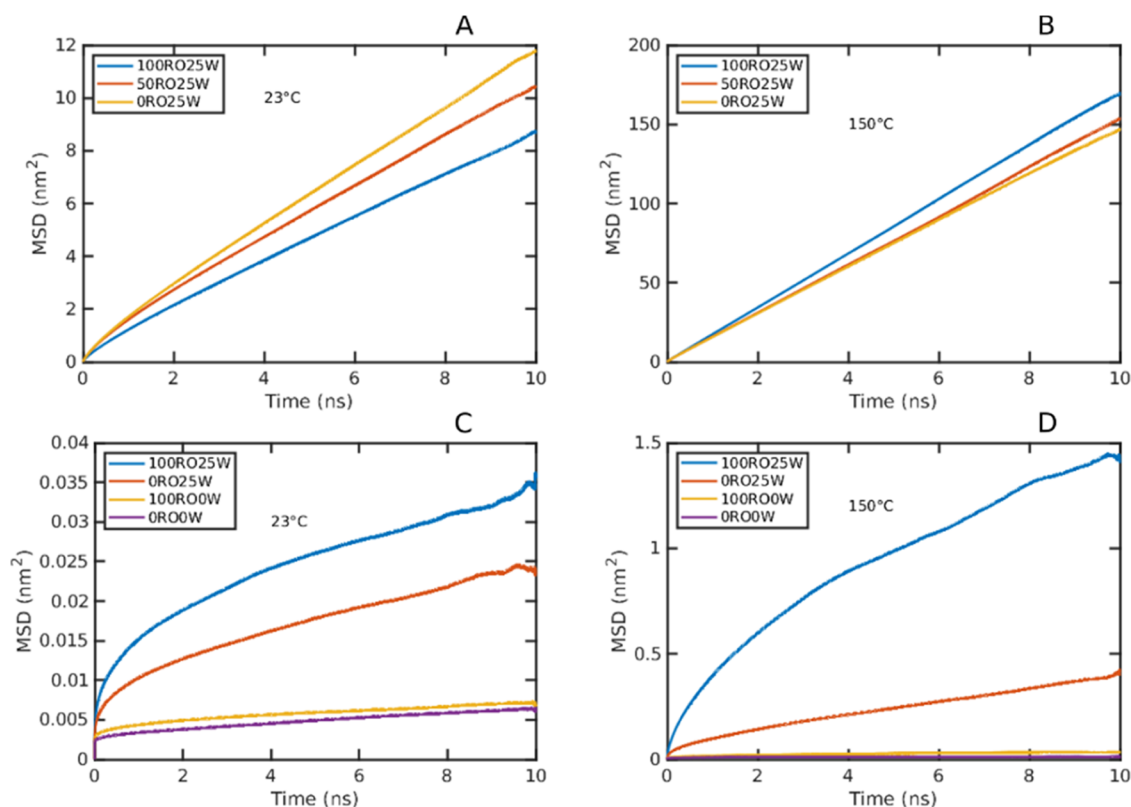 A
12
10
8
6
4
2
0
MSD (nm²)
100RO25W
50RO25W
0RO25W
23°C
0 2 4 6 8 10
Time (ns)
B
200
150
100
50
0
MSD (nm²)
100RO25W
50RO25W
0RO25W
150°C
0 2 4 6 8 10
Time (ns)
C
0.04
0.035
0.03
0.025
0.02
0.015
0.01
0.005
0
MSD (nm²)
100RO25W
0RO25W
100RO0W
0RO0W
23°C
0 2 4 6 8 10
Time (ns)
D
1.5
1
0.5
0
MSD (nm²)
100RO25W
0RO25W
100RO0W
0RO0W
150°C
0 2 4 6 8 10
Time (ns)